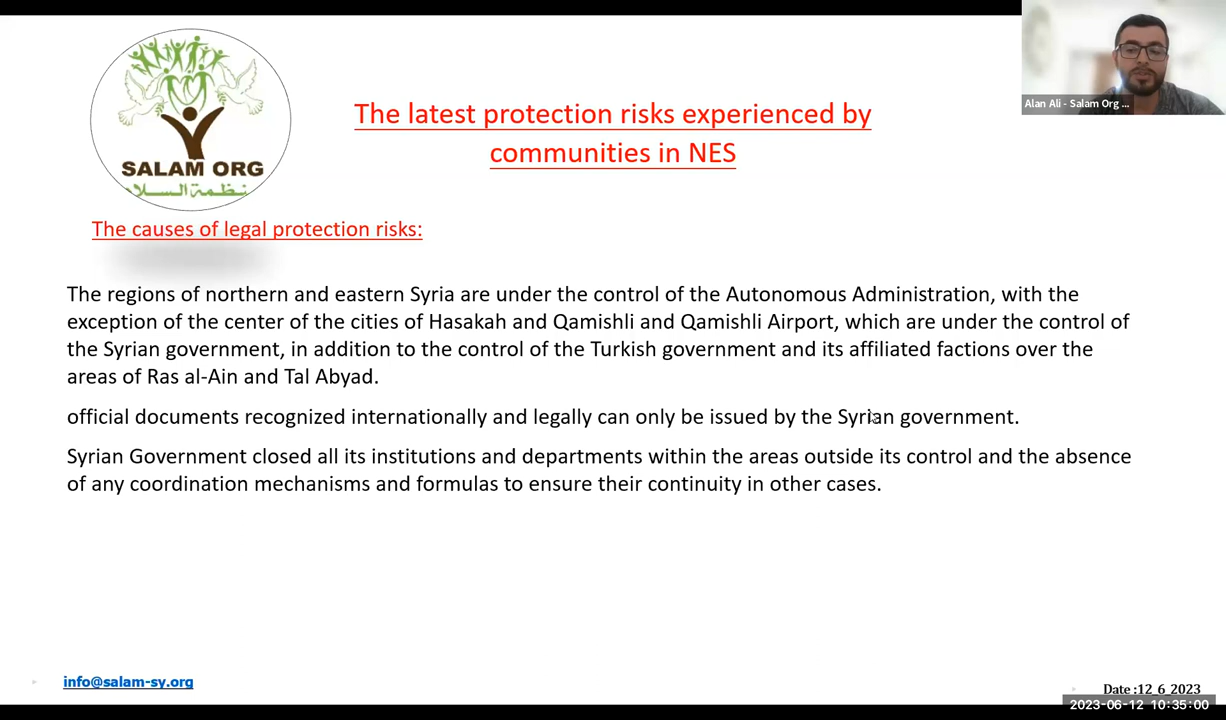 Alan Ali - Salam Org ...
SALAM ORG
نظمة السلا
The latest protection risks experienced by
communities in NES
The causes of legal protection risks:
The regions of northern and eastern Syria are under the control of the Autonomous Administration, with the
exception of the center of the cities of Hasakah and Qamishli and Qamishli Airport, which are under the control of
the Syrian government, in addition to the control of the Turkish government and its affiliated factions over the
areas of Ras al-Ain and Tal Abyad.
official documents recognized internationally and legally can only be issued by the Syrian government.
Syrian Government closed all its institutions and departments within the areas outside its control and the absence
of any coordination mechanisms and formulas to ensure their continuity in other cases.
info@salam-sy.org
Date :12_6_2023
2023-06-12 10:35:00